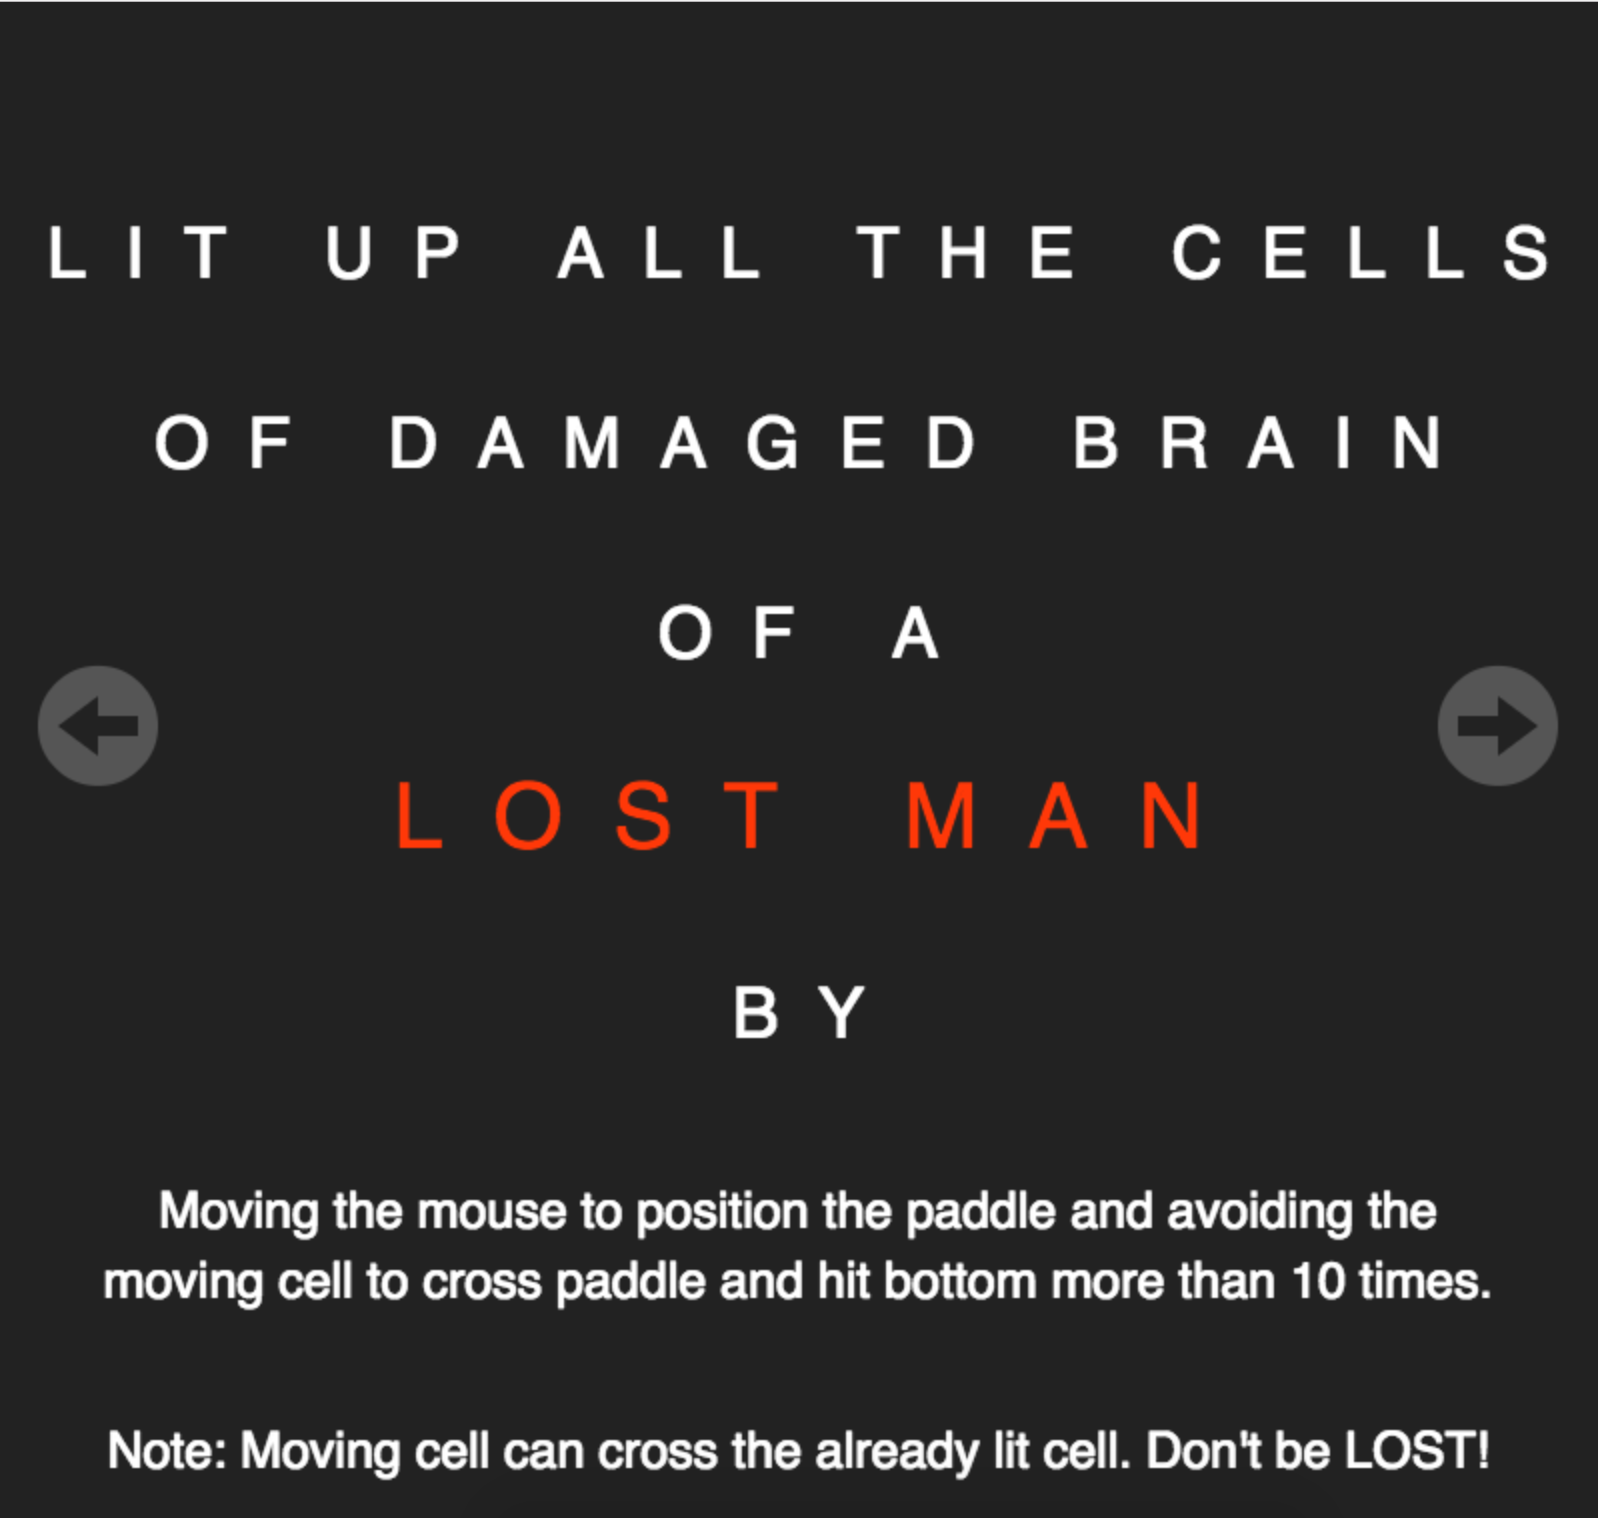 LIT UP ALL THE CELLS
OF DAMAGED BRAIN
OF A
LOST MAN
BY
Moving the mouse to position the paddle and avoiding the
moving cell to cross paddle and hit bottom more than 10 times.
Note: Moving cell can cross the already lit cell. Don't be LOST!